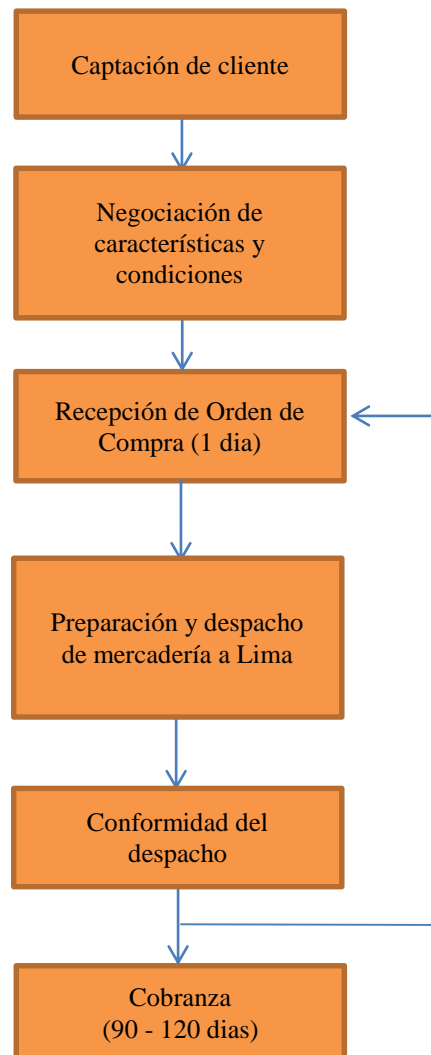 Captación de cliente
Negociación de
características y
condiciones
Recepción de Orden de
Compra (1 dia)
Preparación y despacho
de mercadería a Lima
Conformidad del
despacho
Cobranza
(90 - 120 dias)